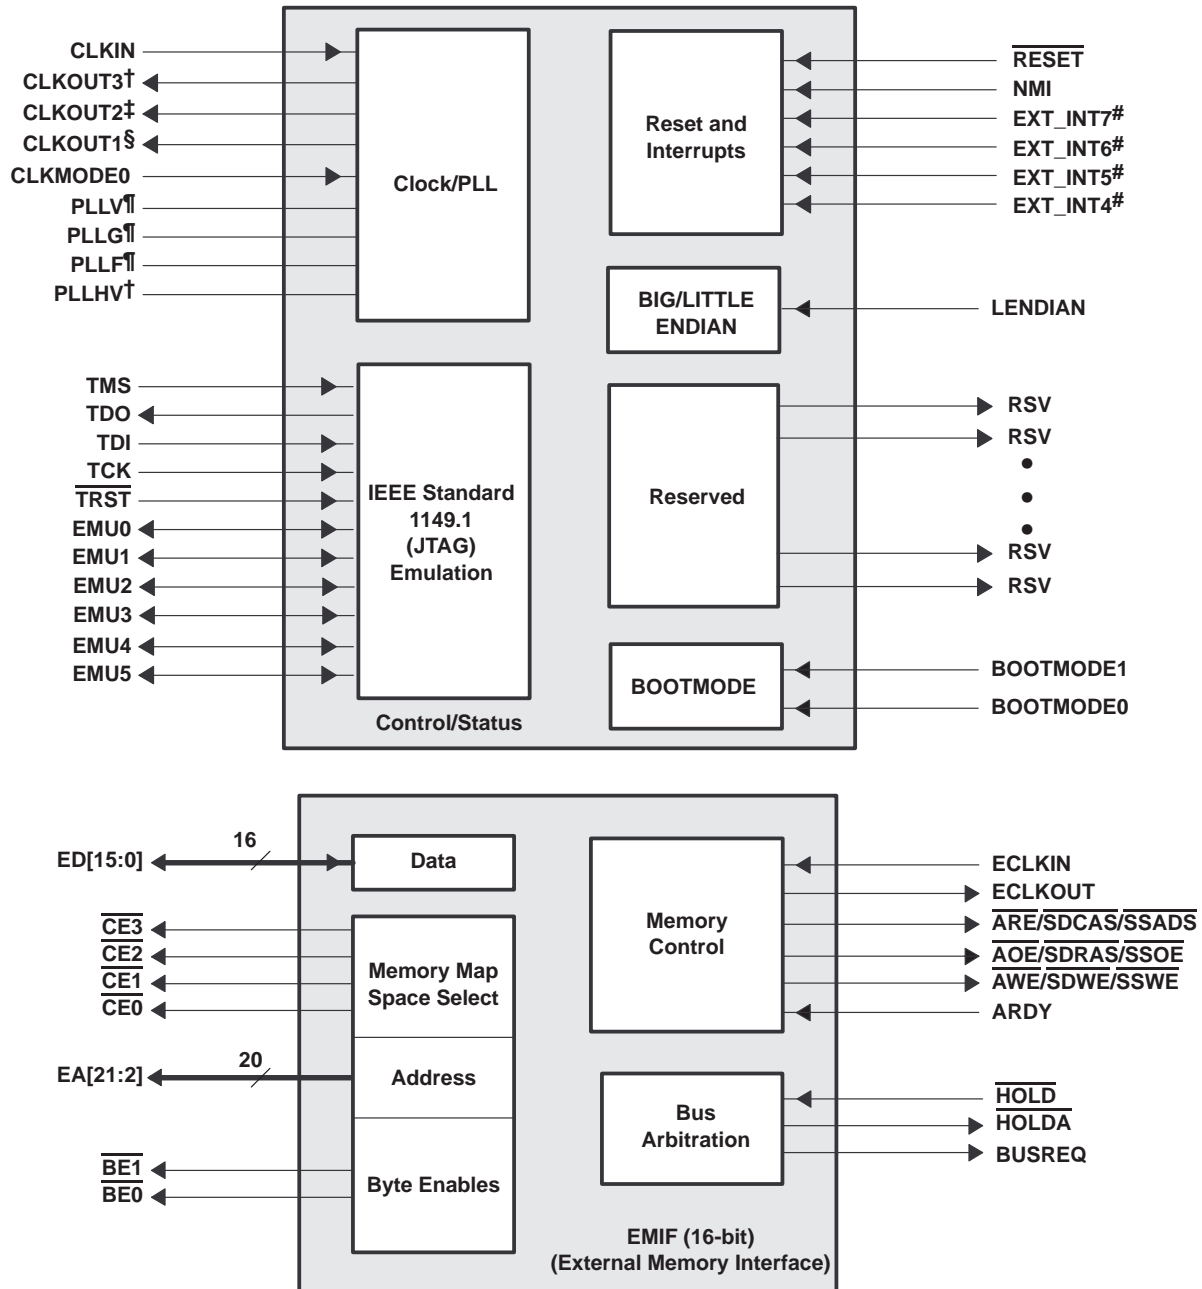 CLKIN
CLKOUT3†
CLKOUT2‡
CLKOUT1§
CLKMODE0
PLLV¶
PLLG¶
PLLF¶
PLLHV†
Clock/PLL
Reset and
Interrupts
RESET
NMI
EXT_INT7#
EXT_INT6#
EXT_INT5#
EXT_INT4#
BIG/LITTLE
ENDIAN
LENDIAN
TMS
TDO
TDI
TCK
TRST
EMU0
EMU1
EMU2
EMU3
EMU4
EMU5
IEEE Standard
1149.1
(JTAG)
Emulation
Reserved
RSV
RSV
RSV
RSV
BOOTMODE
BOOTMODE1
BOOTMODE0
Control/Status
ED[15:0]
16
Data
CE3
CE2
CE1
CE0
Memory Map
Space Select
EA[21:2]
20
Address
BE1
BE0
Byte Enables
Memory
Control
ECLKIN
ECLKOUT
ARE/SDCAS/SSADS
AOE/SDRAS/SSOE
AWE/SDWE/SSWE
ARDY
Bus
Arbitration
HOLD
HOLDA
BUSREQ
EMIF (16-bit)
(External Memory Interface)